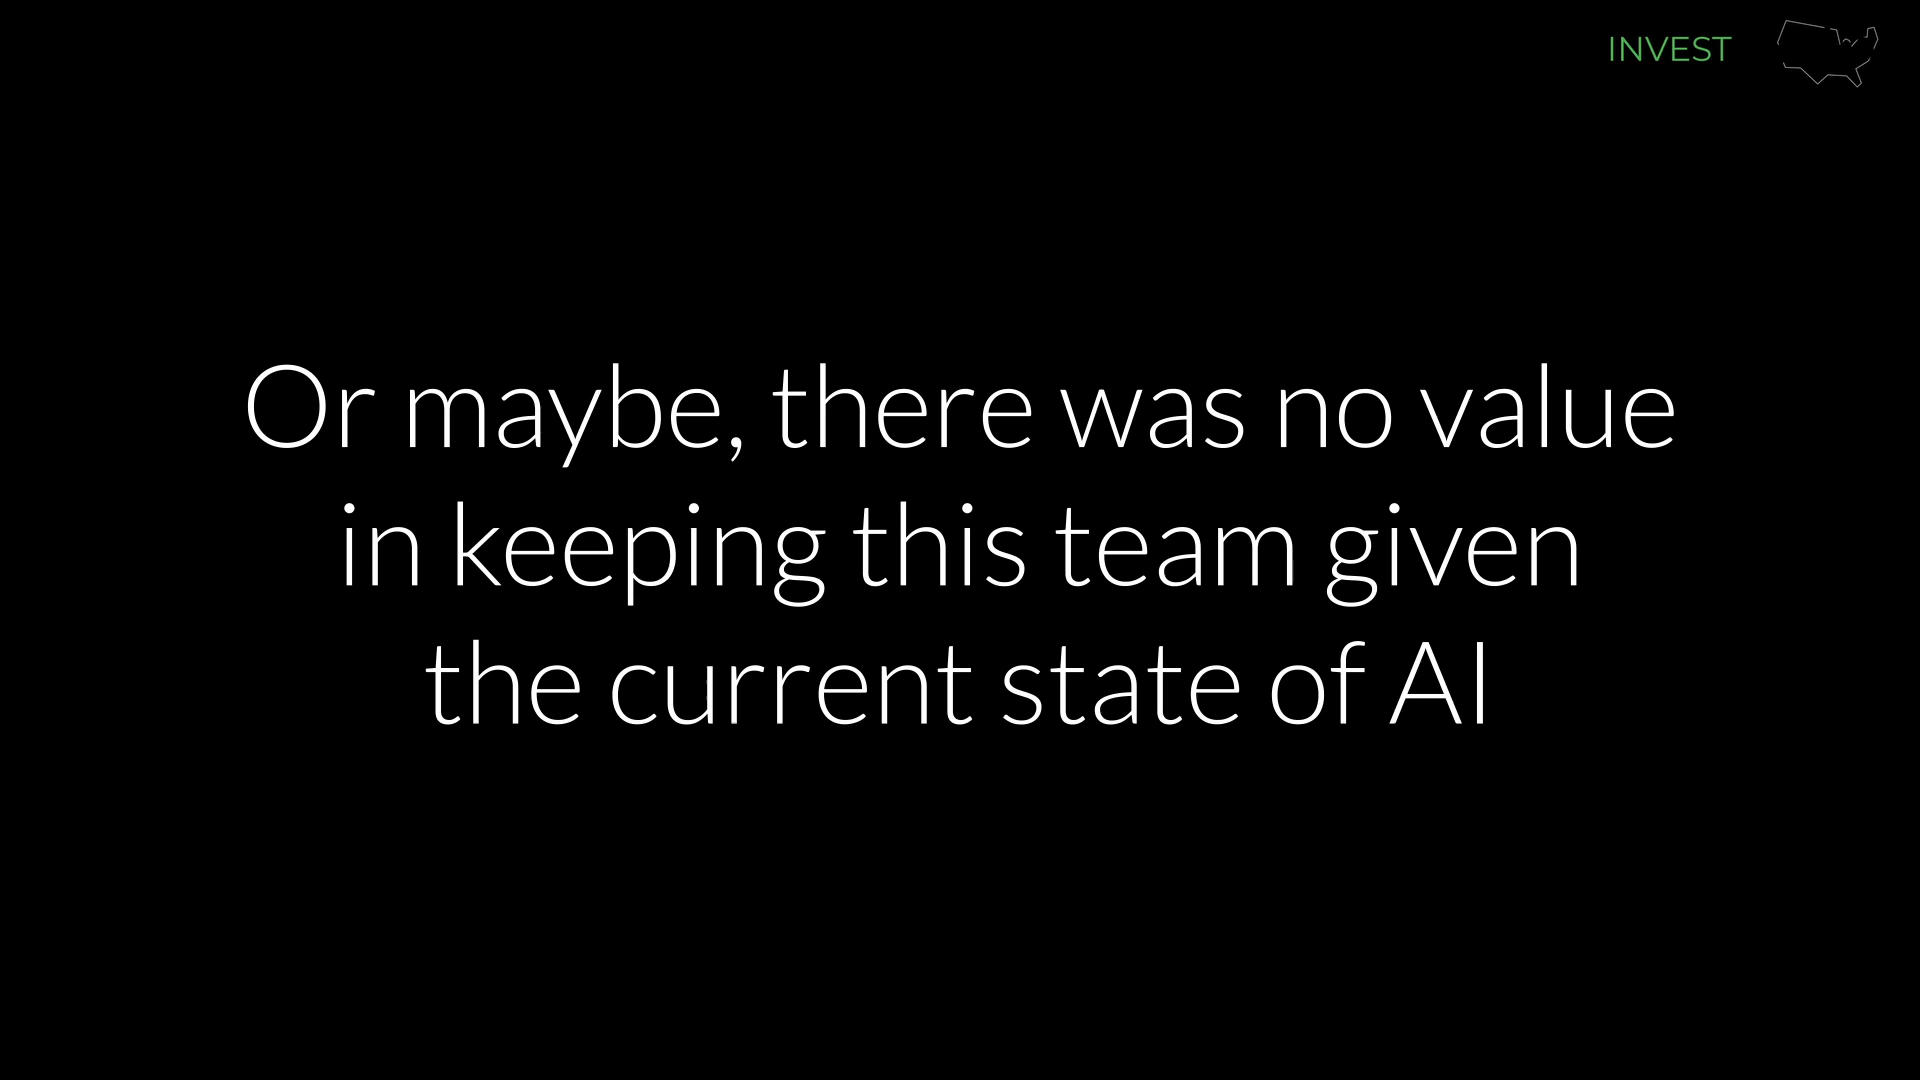 INVEST
Or maybe, there was no value
in keeping this team given
the current state of AI